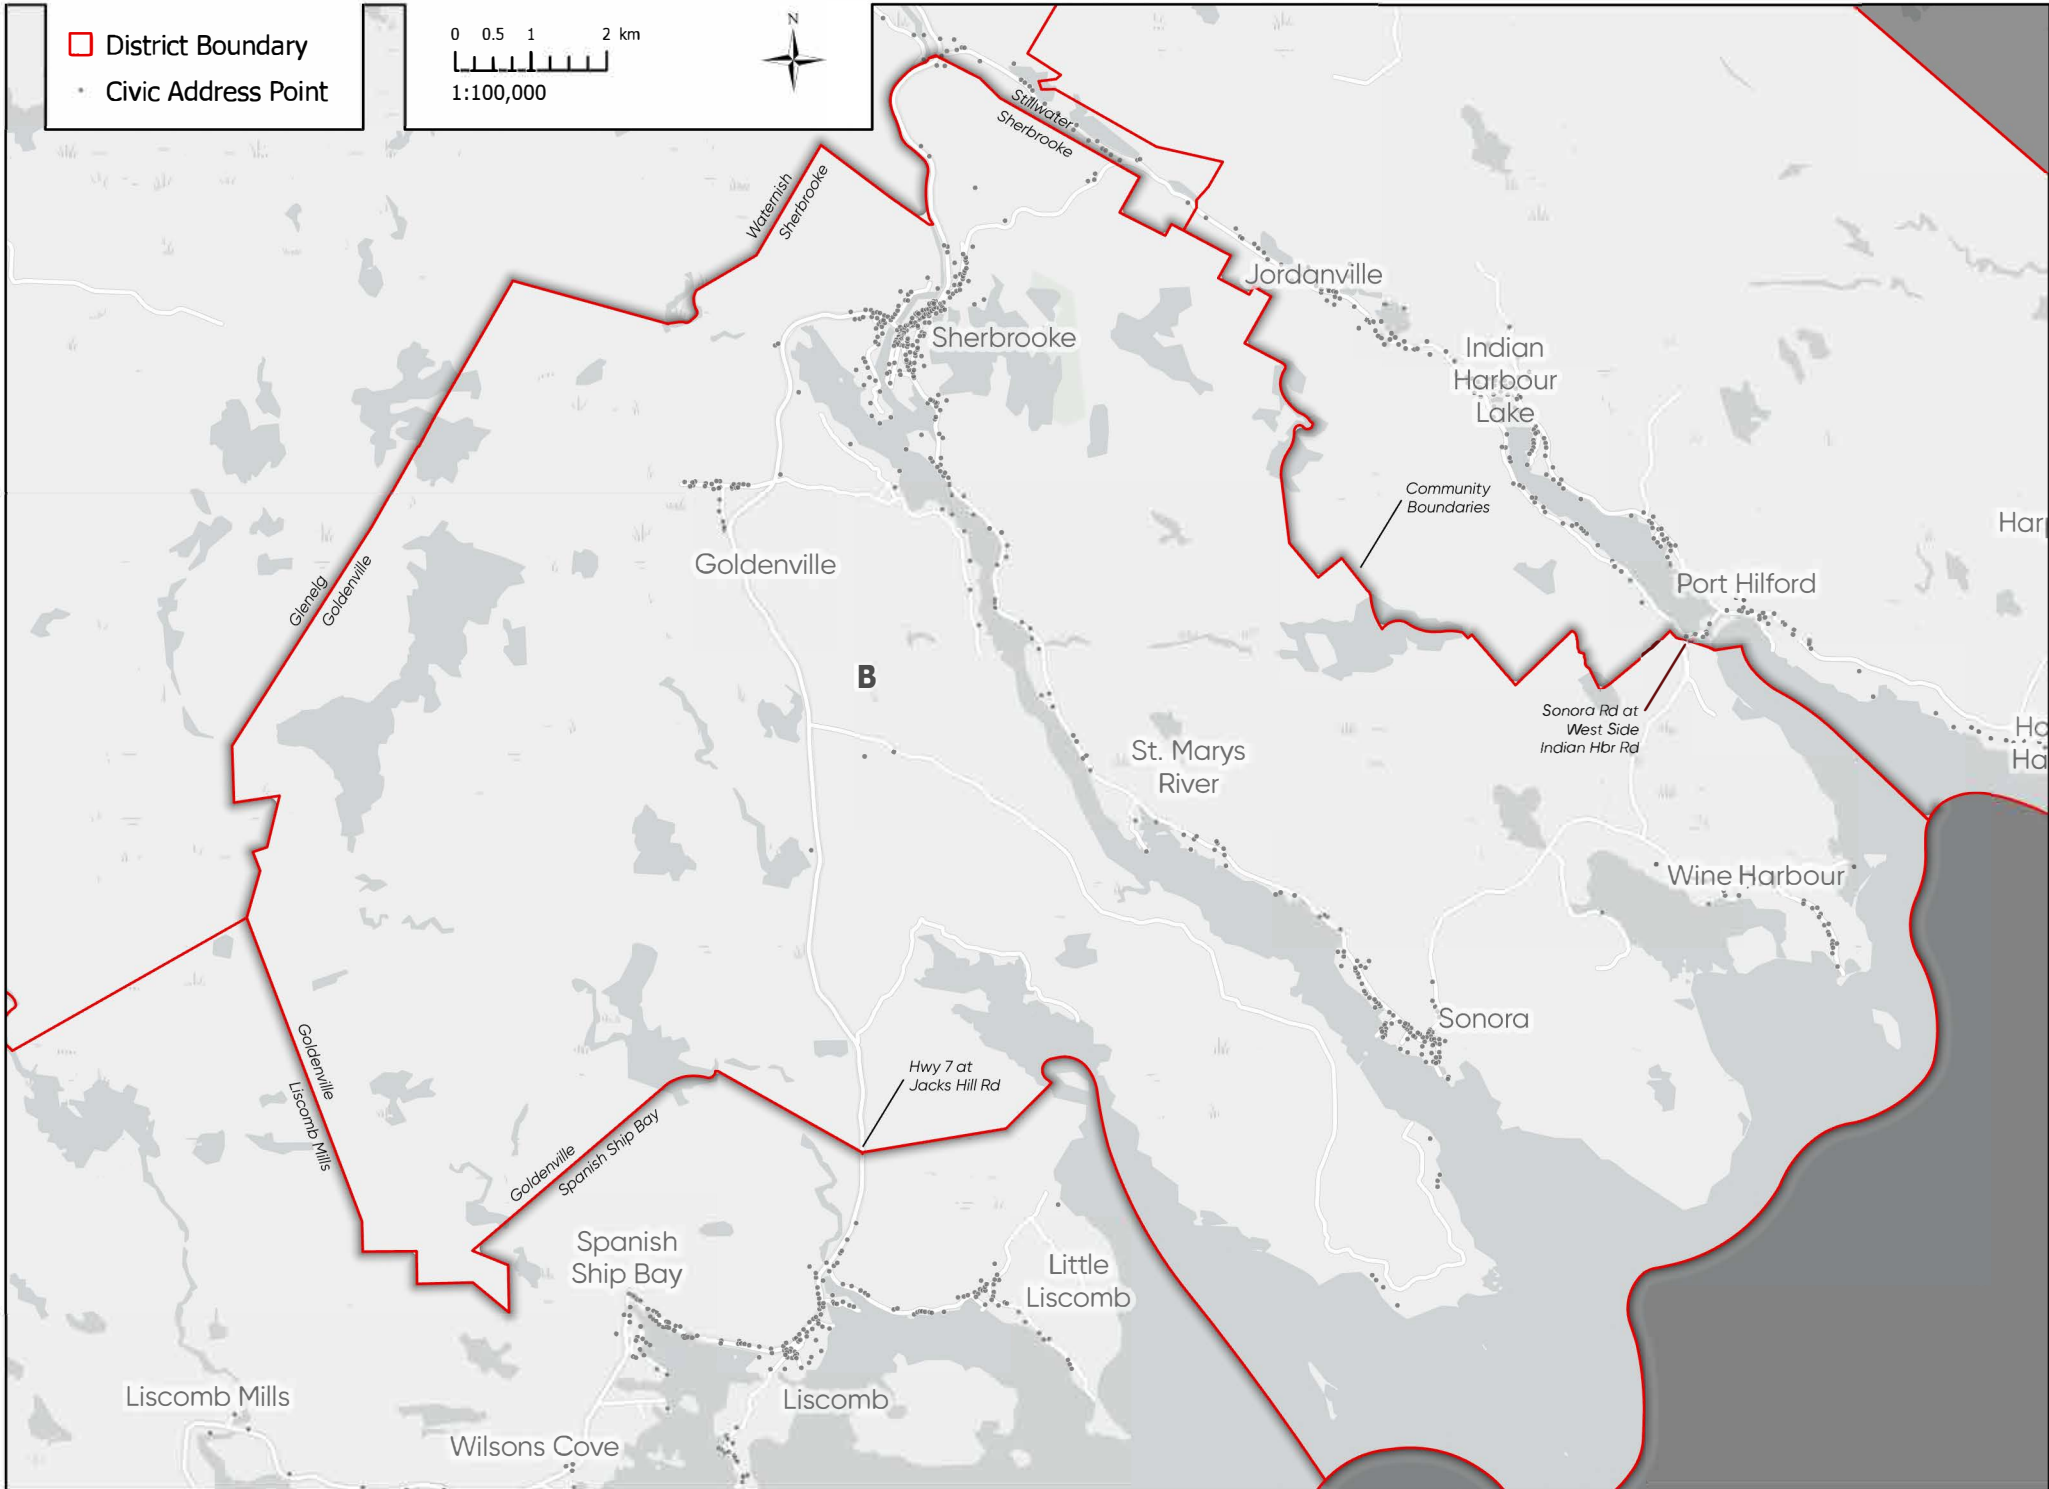 District Boundary
Civic Address Point
0 0.5 1 2 km
1:100,000
N
Stillwater
Sherbrooke
Waternish
Sherbrooke
Jordanville
Sherbrooke
Indian
Harbour
Lake
Community
Boundaries
Goldenville
Glenelg
Goldenville
Port Hilford
B
Sonora Rd at
West Side
Indian Hbr Rd
St. Marys
River
Wine Harbour
Sonora
Goldenville
Liscomb Mills
Hwy 7 at
Jacks Hill Rd
Goldenville
Spanish Ship Bay
Spanish
Ship Bay
Little
Liscomb
Liscomb Mills
Liscomb
Wilsons Cove